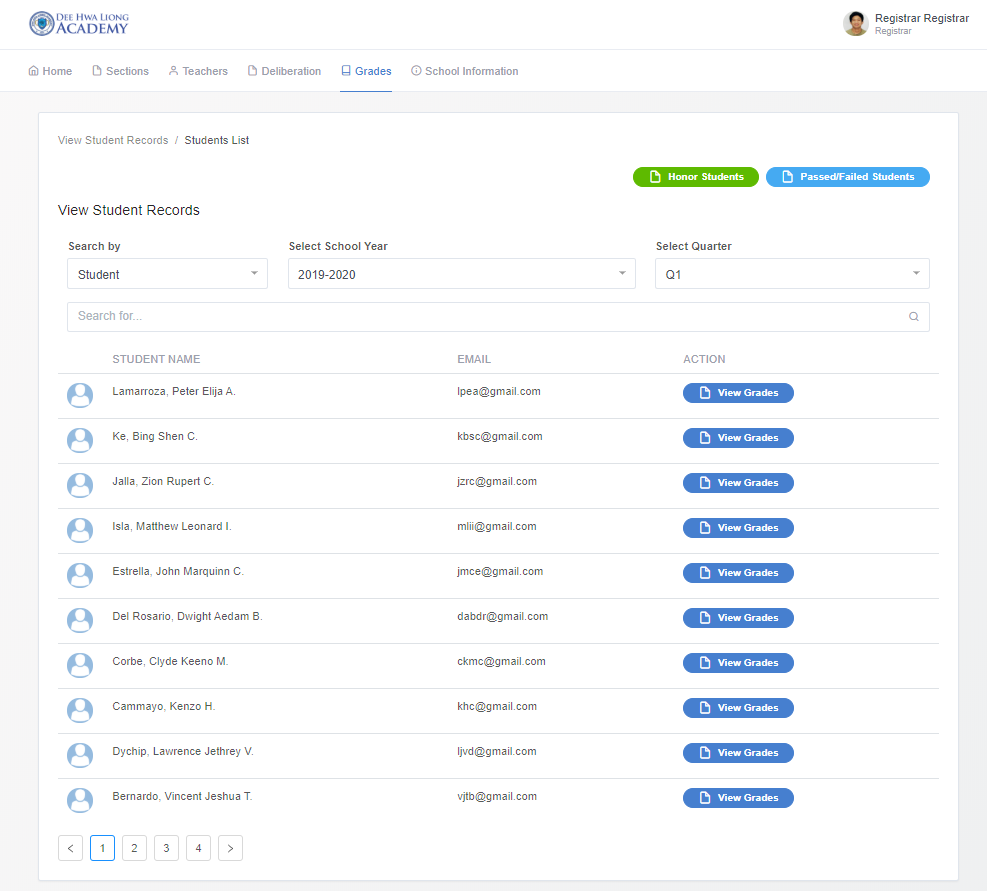 DEE HWA LIONG
ACADEMY
Registrar Registrar
Registrar
Home Sections Teachers Deliberation Grades School Information
View Student Records / Students List
Honor Students Passed/Failed Students
View Student Records
Search by Select School Year Select Quarter
Student 2019-2020 Q1
Search for...
STUDENT NAME EMAIL ACTION
Lamarroza, Peter Elija A. lpea@gmail.com View Grades
Ke, Bing Shen C. kbsc@gmail.com View Grades
Jalla, Zion Rupert C. jzrc@gmail.com View Grades
Isla, Matthew Leonard I. mlii@gmail.com View Grades
Estrella, John Marquinn C. jmce@gmail.com View Grades
Del Rosario, Dwight Aedam B. dabdr@gmail.com View Grades
Corbe, Clyde Keeno M. ckmc@gmail.com View Grades
Cammayo, Kenzo H. khc@gmail.com View Grades
Dychip, Lawrence Jethrey V. ljvd@gmail.com View Grades
Bernardo, Vincent Jeshua T. vjtb@gmail.com View Grades
< 1 2 3 4 >